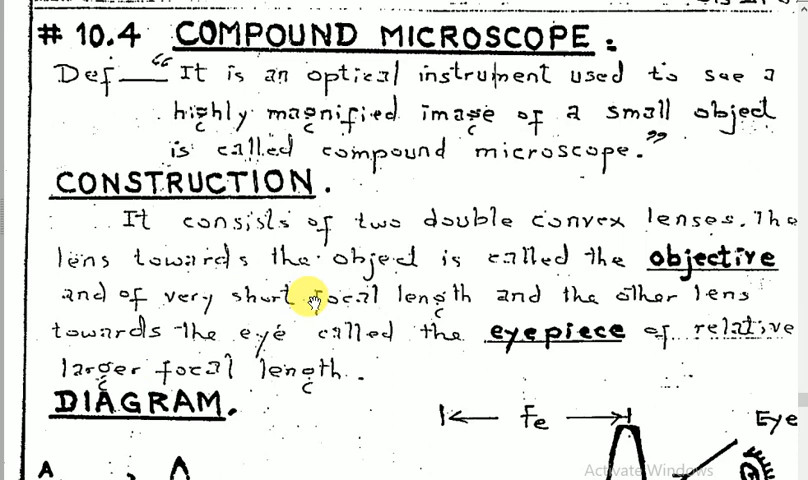 # 10.4 COMPOUND MICROSCOPE :
Def — "It is an optical instrument used to see a
highly magnified image of a small object
is called compound microscope."
CONSTRUCTION.
It consists of two double convex lenses. The
lens towards the object is called the objective
and of very short focal length and the other lens
towards the eye called the eyepiece of relative
larger focal length.
DIAGRAM.
Fe
Eye
A
Activate Windows